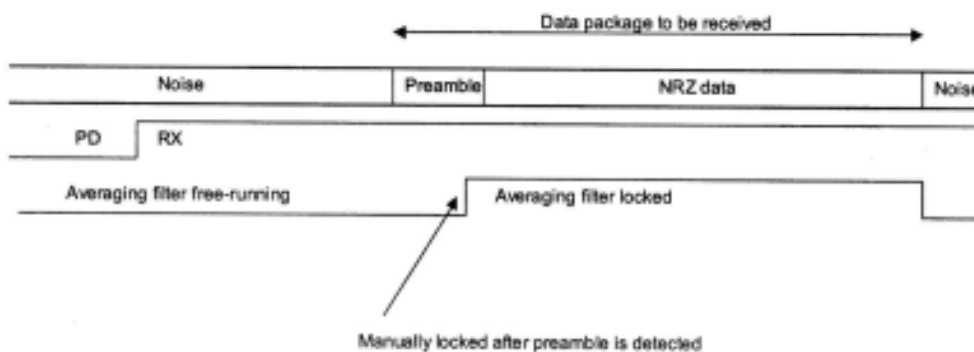 Data package to be received
Noise Preamble NRZ data Noise
PD RX
Averaging filter free-running Averaging filter locked
Manually locked after preamble is detected